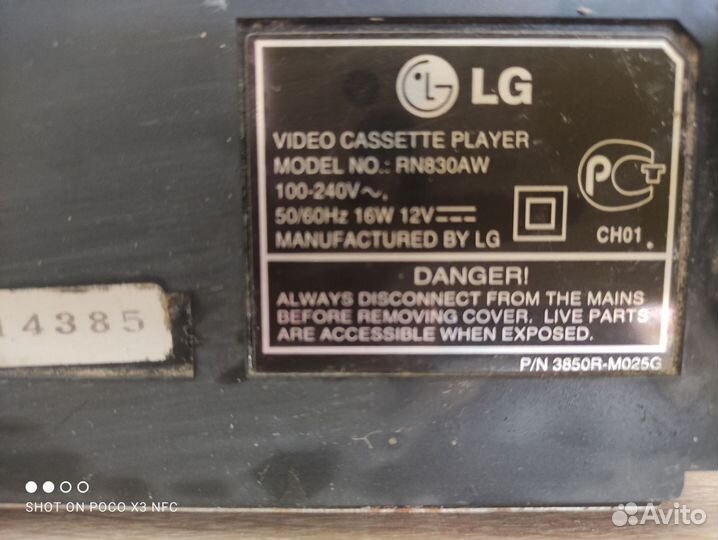 LG
VIDEO CASSETTE PLAYER
MODEL NO.: RN830AW
100-240V~,
50/60Hz 16W 12V⎓
MANUFACTURED BY LG
PCT
CH01.
DANGER!
ALWAYS DISCONNECT FROM THE MAINS
BEFORE REMOVING COVER. LIVE PARTS
ARE ACCESSIBLE WHEN EXPOSED.
P/N 3850R-M025G
14385
SHOT ON POCO X3 NFC
Avito